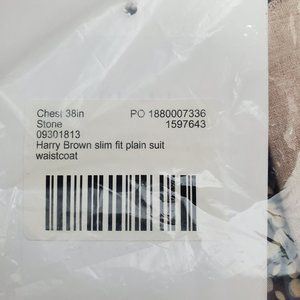 Chest 38in PO 1880007336
Stone 1597643
09301813
Harry Brown slim fit plain suit
waistcoat